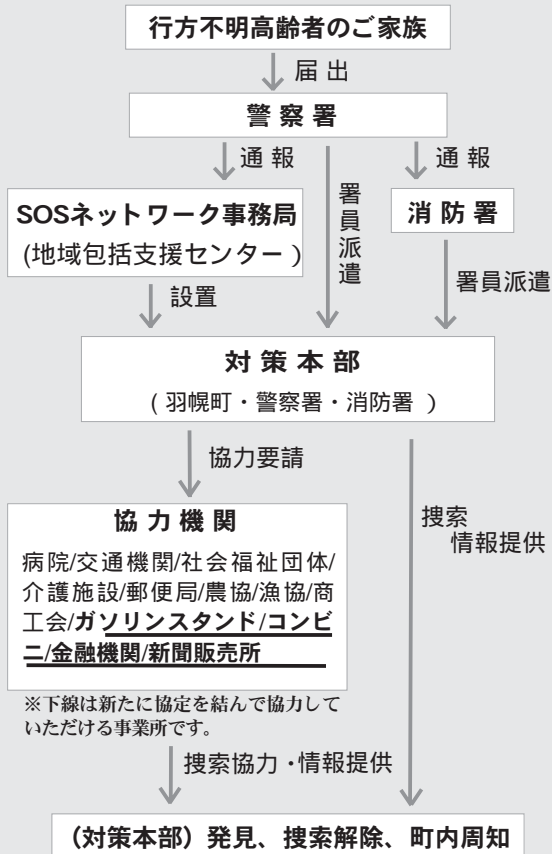 行方不明高齢者のご家族
届出
警察署
通報
署員派遣
通報
SOSネットワーク事務局
(地域包括支援センター)
消防署
設置
署員派遣
対策本部
(羽幌町・警察署・消防署)
協力要請
捜索
情報提供
協力機関
病院/交通機関/社会福祉団体/
介護施設/郵便局/農協/漁協/商
工会/ガソリンスタンド/コンビ
ニ/金融機関/新聞販売所
※下線は新たに協定を結んで協力して
いただける事業所です。
捜索協力・情報提供
(対策本部)発見、捜索解除、町内周知